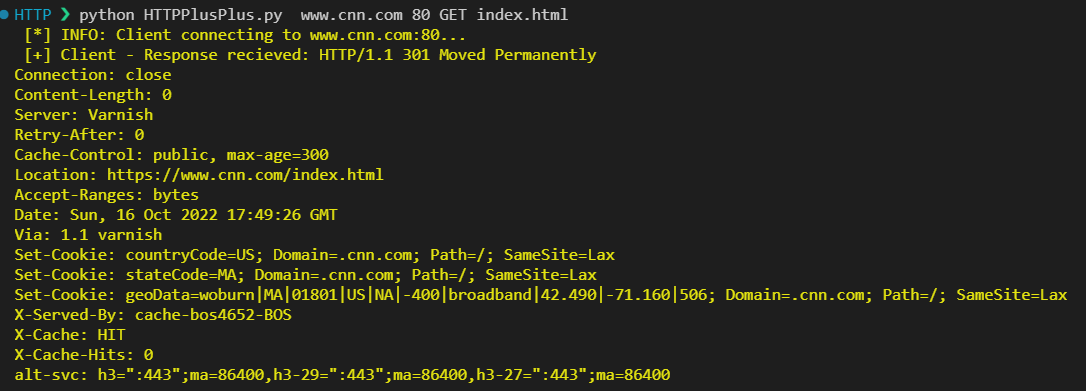 HTTP ❯ python HTTPPlusPlus.py  www.cnn.com 80 GET index.html
[*] INFO: Client connecting to www.cnn.com:80...
[+] Client - Response recieved: HTTP/1.1 301 Moved Permanently
Connection: close
Content-Length: 0
Server: Varnish
Retry-After: 0
Cache-Control: public, max-age=300
Location: https://www.cnn.com/index.html
Accept-Ranges: bytes
Date: Sun, 16 Oct 2022 17:49:26 GMT
Via: 1.1 varnish
Set-Cookie: countryCode=US; Domain=.cnn.com; Path=/; SameSite=Lax
Set-Cookie: stateCode=MA; Domain=.cnn.com; Path=/; SameSite=Lax
Set-Cookie: geoData=woburn|MA|01801|US|NA|-400|broadband|42.490|-71.160|506; Domain=.cnn.com; Path=/; SameSite=Lax
X-Served-By: cache-bos4652-BOS
X-Cache: HIT
X-Cache-Hits: 0
alt-svc: h3=":443";ma=86400,h3-29=":443";ma=86400,h3-27=":443";ma=86400